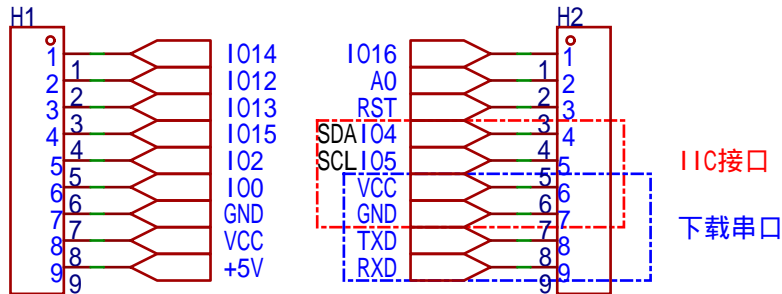 H1
1 1 IO14
2 2 IO12
3 3 IO13
4 4 IO15
5 5 IO2
6 6 IO0
7 7 GND
8 8 VCC
9 9 +5V
H2
IO16 1 1
A0 2 2
RST 3 3
SDA IO4 4 4
SCL IO5 5 5
VCC 6 6
GND 7 7
TXD 8 8
RXD 9 9
IIC接口
下载串口